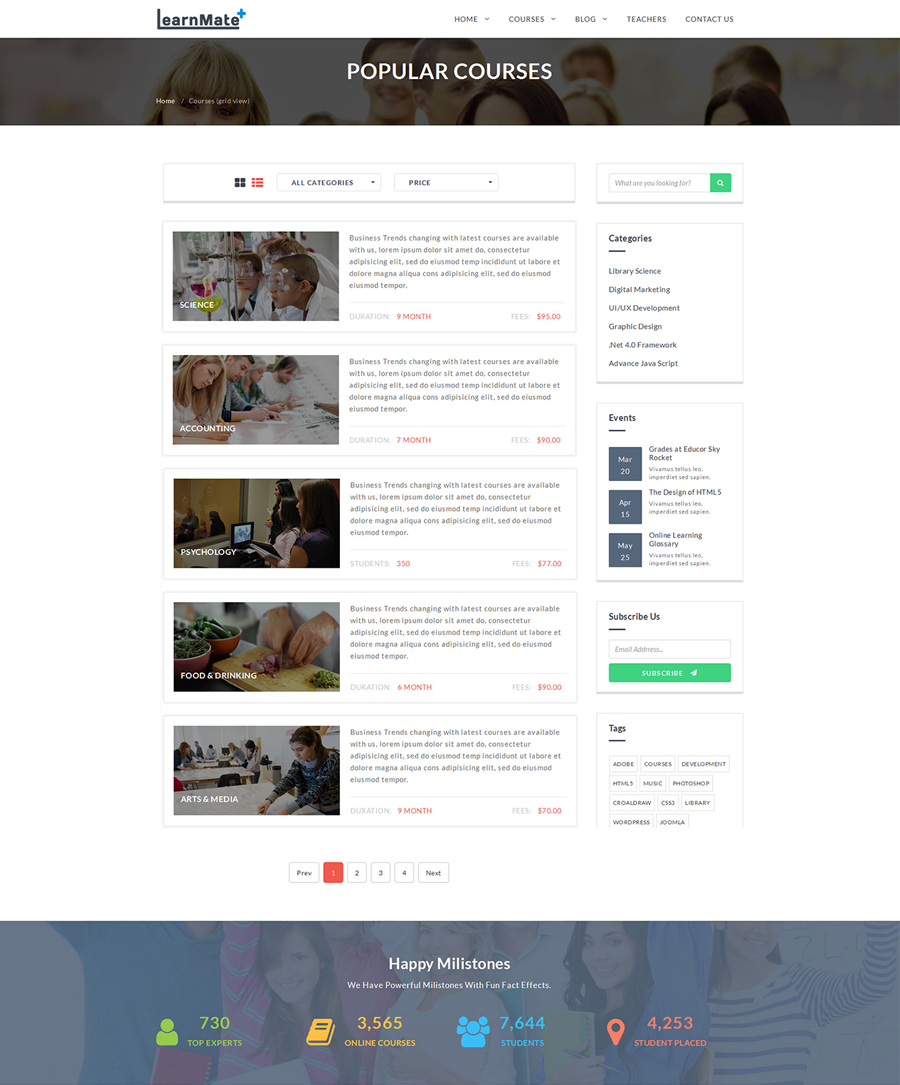 LearnMate+
HOME COURSES BLOG TEACHERS CONTACT US
POPULAR COURSES
Home / Courses (grid view)
ALL CATEGORIES PRICE
Business Trends changing with latest courses are available
with us, lorem ipsum dolor sit amet do, consectetur
adipisicing elit, sed do eiusmod temp incididunt ut labore et
dolore magna aliqua cons adipisicing elit, sed do eiusmod
eiusmod tempor.
SCIENCE
DURATION: 9 MONTH FEES: $95.00
Business Trends changing with latest courses are available
with us, lorem ipsum dolor sit amet do, consectetur
adipisicing elit, sed do eiusmod temp incididunt ut labore et
dolore magna aliqua cons adipisicing elit, sed do eiusmod
eiusmod tempor.
ACCOUNTING
DURATION: 7 MONTH FEES: $90.00
Business Trends changing with latest courses are available
with us, lorem ipsum dolor sit amet do, consectetur
adipisicing elit, sed do eiusmod temp incididunt ut labore et
dolore magna aliqua cons adipisicing elit, sed do eiusmod
eiusmod tempor.
PSYCHOLOGY
STUDENTS: 350 FEES: $77.00
Business Trends changing with latest courses are available
with us, lorem ipsum dolor sit amet do, consectetur
adipisicing elit, sed do eiusmod temp incididunt ut labore et
dolore magna aliqua cons adipisicing elit, sed do eiusmod
eiusmod tempor.
FOOD & DRINKING
DURATION: 6 MONTH FEES: $90.00
Business Trends changing with latest courses are available
with us, lorem ipsum dolor sit amet do, consectetur
adipisicing elit, sed do eiusmod temp incididunt ut labore et
dolore magna aliqua cons adipisicing elit, sed do eiusmod
eiusmod tempor.
ARTS & MEDIA
DURATION: 9 MONTH FEES: $70.00
Prev 1 2 3 4 Next
What are you looking for?
Categories
Library Science
Digital Marketing
UI/UX Development
Graphic Design
.Net 4.0 Framework
Advance Java Script
Events
Mar
20
Grades at Educor Sky
Rocket
Vivamus tellus leo,
imperdiet sed sapien.
Apr
15
The Design of HTML5
Vivamus tellus leo,
imperdiet sed sapien.
May
25
Online Learning
Glossary
Vivamus tellus leo,
imperdiet sed sapien.
Subscribe Us
Email Address...
SUBSCRIBE
Tags
ADOBE COURSES DEVELOPMENT
HTML5 MUSIC PHOTOSHOP
CROALDRAW CSS3 LIBRARY
WORDPRESS JOOMLA
Happy Milistones
We Have Powerful Milistones With Fun Fact Effects.
730
TOP EXPERTS
3,565
ONLINE COURSES
7,644
STUDENTS
4,253
STUDENT PLACED